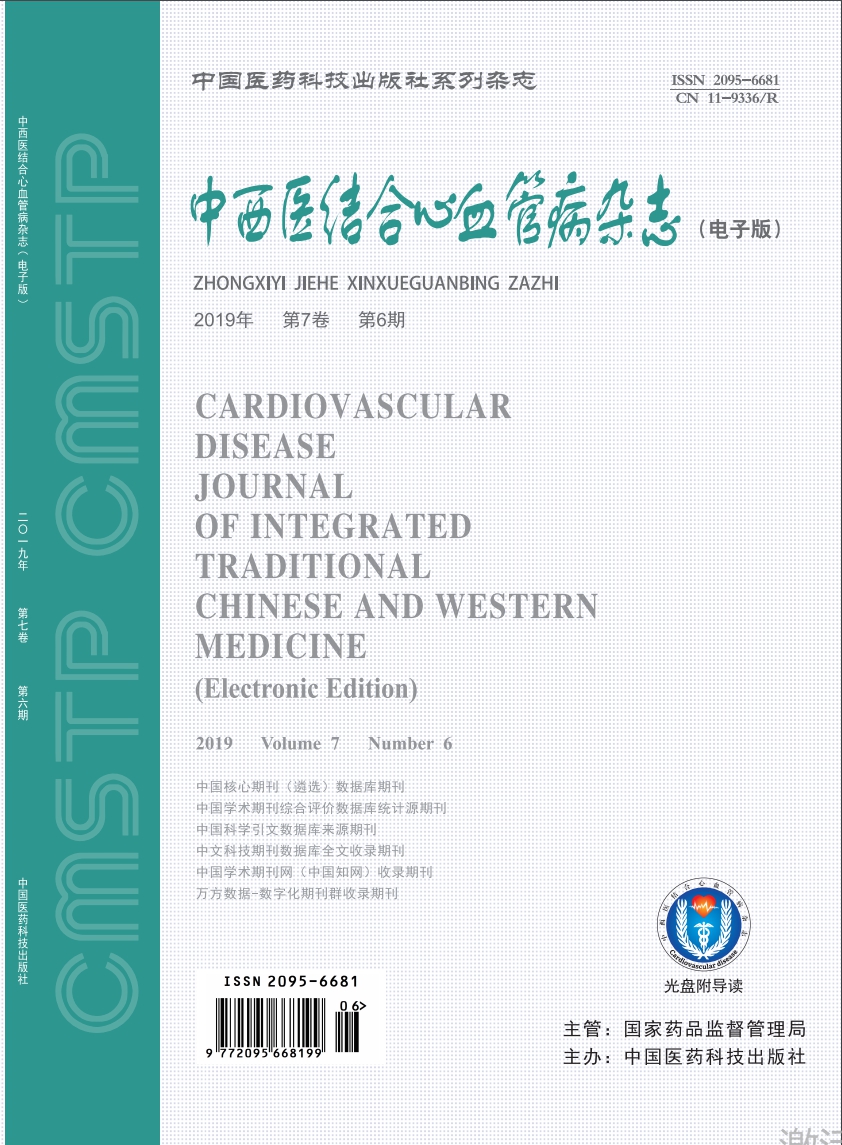 中国医药科技出版社系列杂志
ISSN 2095-6681
CN 11-9336/R
中西医结合心血管病杂志（电子版）
ZHONGXIYI JIEHE XINXUEGUANBING ZAZHI
2019年 第7卷 第6期
CARDIOVASCULAR
DISEASE
JOURNAL
OF INTEGRATED
TRADITIONAL
CHINESE AND WESTERN
MEDICINE
(Electronic Edition)
2019 Volume 7 Number 6
中国核心期刊（遴选）数据库期刊
中国学术期刊综合评价数据库统计源期刊
中国科学引文数据库来源期刊
中文科技期刊数据库全文收录期刊
中国学术期刊网（中国知网）收录期刊
万方数据-数字化期刊群收录期刊
ISSN 2095-6681
06>
9 772095 668199
中西医结合心血管病杂志
Cardiovascular disease
光盘附导读
主管：国家药品监督管理局
主办：中国医药科技出版社
中西医结合心血管病杂志（电子版）
二〇一九年 第七卷 第六期
中国医药科技出版社
CMSTP CMSTP